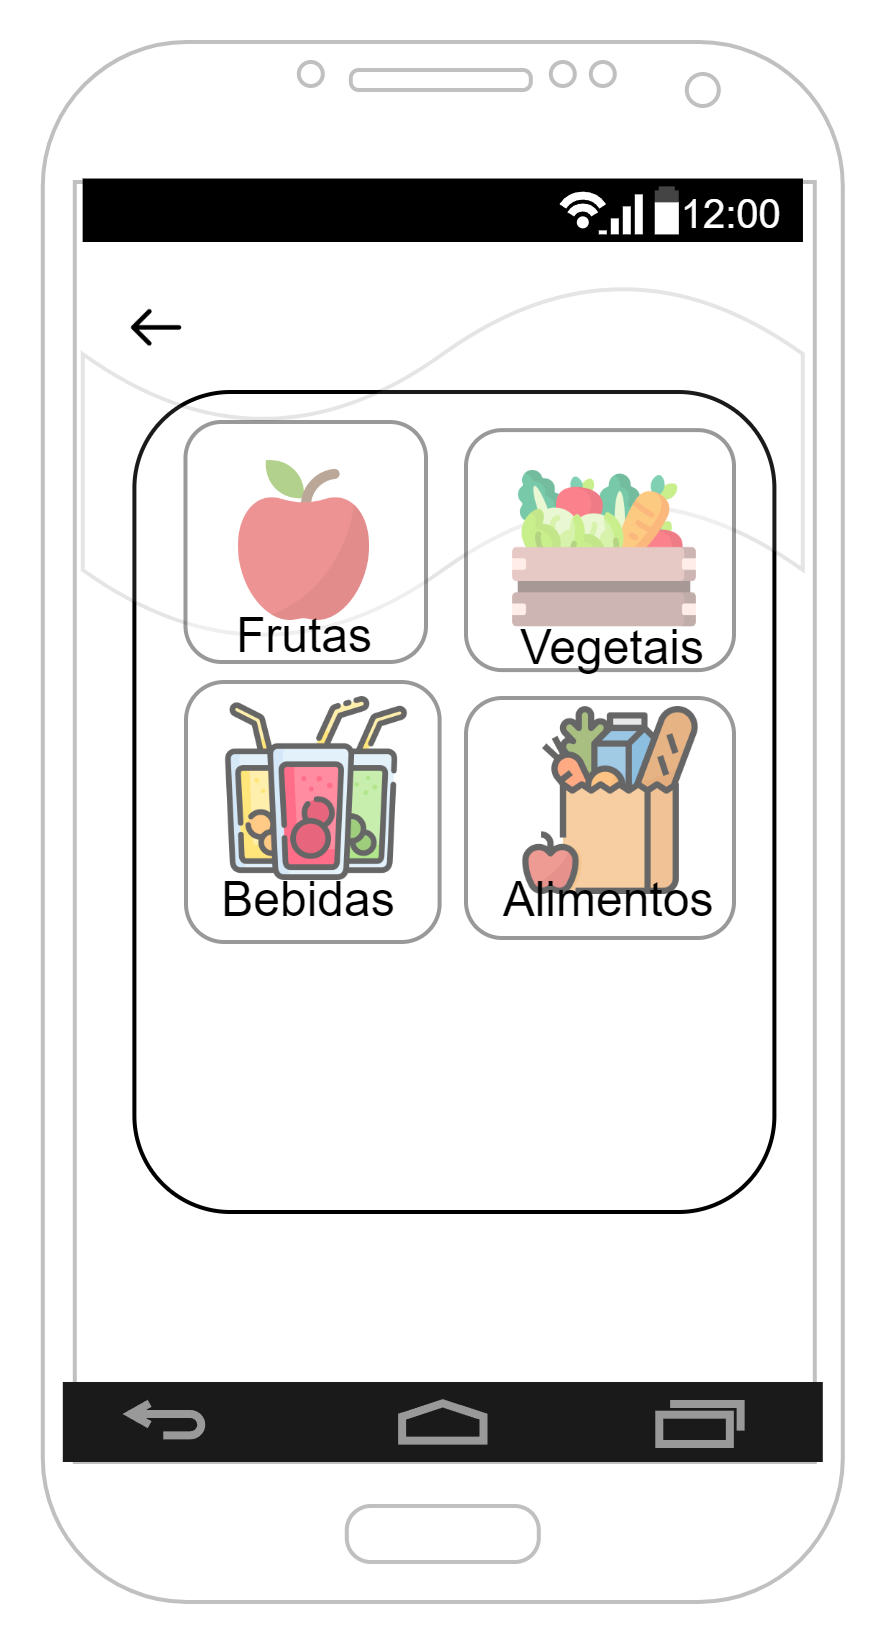 12:00
Frutas
Vegetais
Bebidas
Alimentos